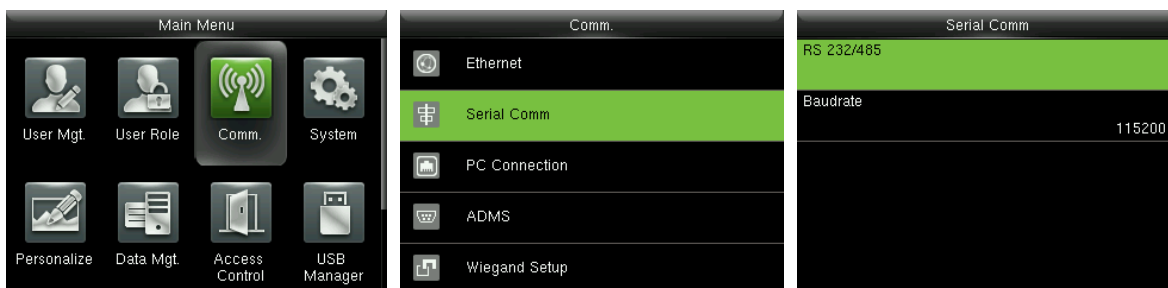 Main Menu
User Mgt.
User Role
Comm.
System
Personalize
Data Mgt.
Access
Control
USB
Manager
Comm.
Ethernet
Serial Comm
PC Connection
ADMS
Wiegand Setup
Serial Comm
RS 232/485
Baudrate
115200